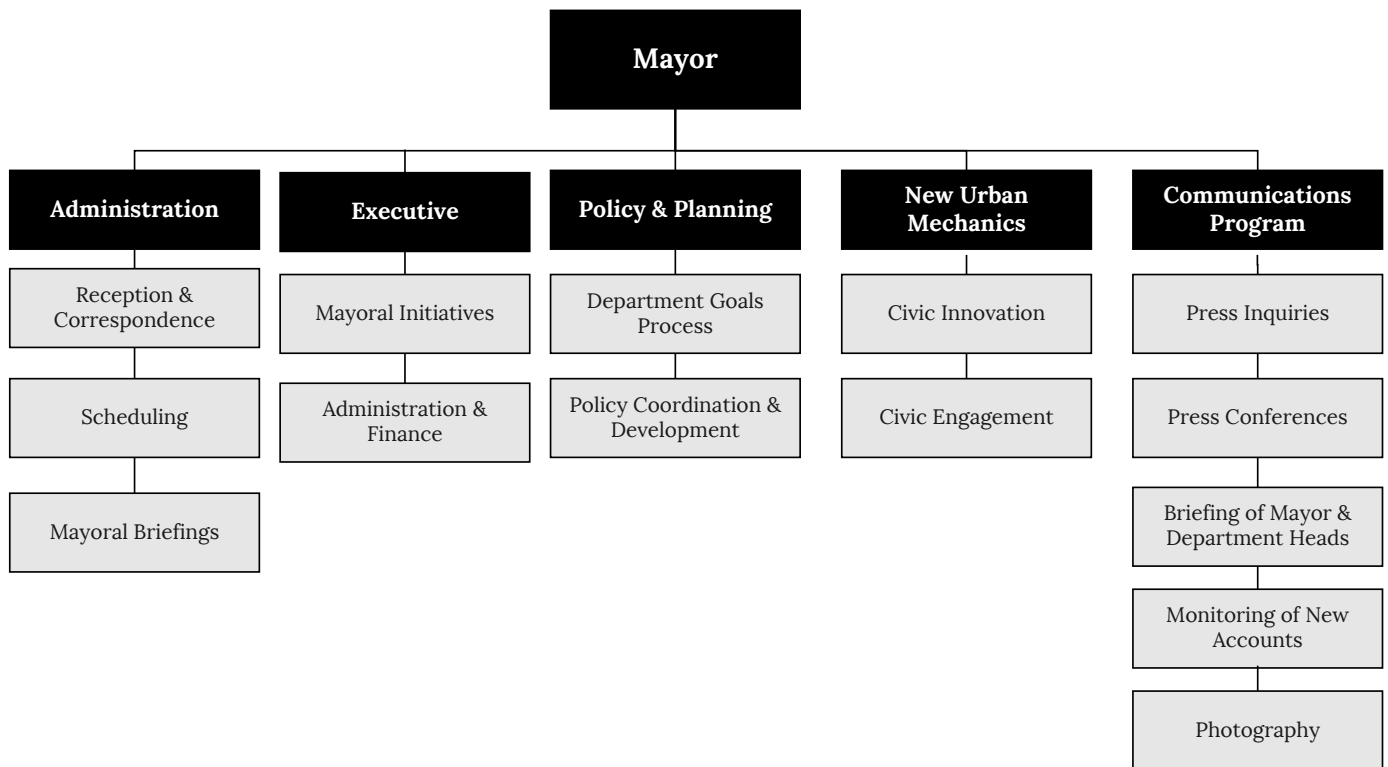 Mayor
Administration
Reception &
Correspondence
Scheduling
Mayoral Briefings
Executive
Mayoral Initiatives
Administration &
Finance
Policy & Planning
Department Goals
Process
Policy Coordination &
Development
New Urban
Mechanics
Civic Innovation
Civic Engagement
Communications
Program
Press Inquiries
Press Conferences
Briefing of Mayor &
Department Heads
Monitoring of New
Accounts
Photography